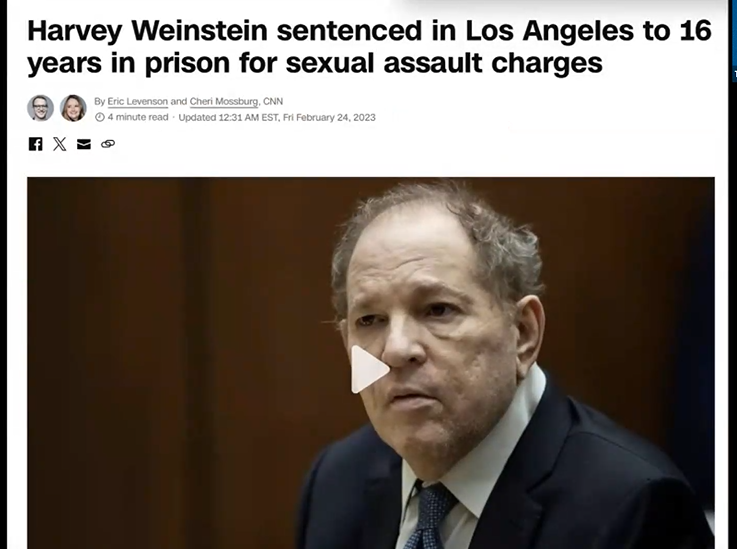 Harvey Weinstein sentenced in Los Angeles to 16
years in prison for sexual assault charges
By Eric Levenson and Cheri Mossburg, CNN
4 minute read · Updated 12:31 AM EST, Fri February 24, 2023